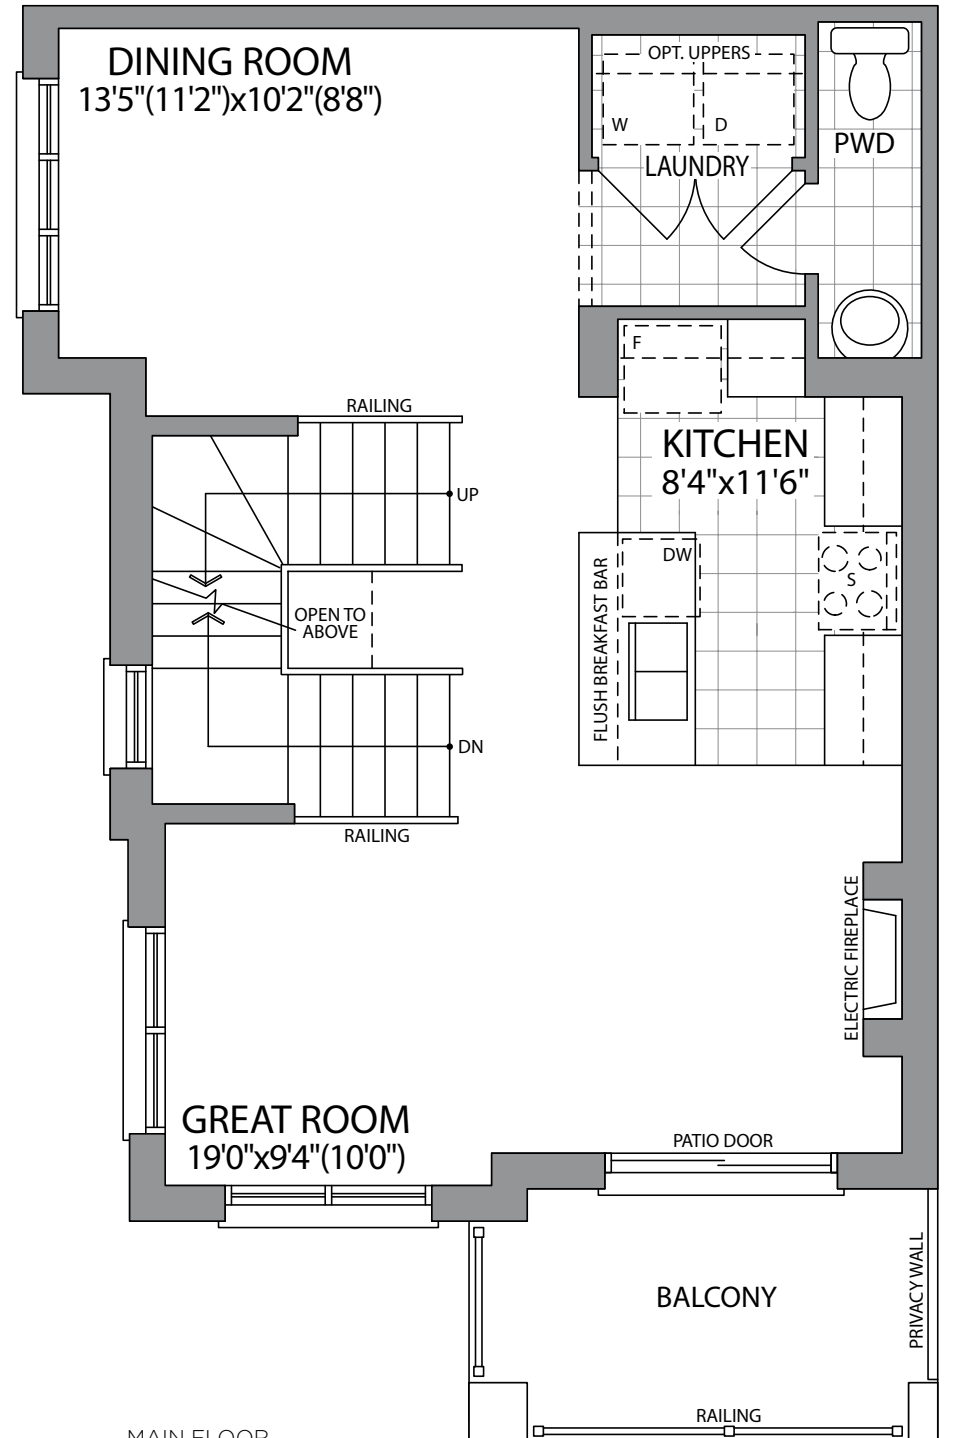 DINING ROOM
13'5"(11'2")x10'2"(8'8")
OPT. UPPERS
W
D
LAUNDRY
PWD
F
KITCHEN
8'4"x11'6"
RAILING
UP
DW
S
FLUSH BREAKFAST BAR
OPEN TO
ABOVE
DN
RAILING
ELECTRIC FIREPLACE
GREAT ROOM
19'0"x9'4"(10'0")
PATIO DOOR
BALCONY
PRIVACY WALL
RAILING
MAIN FLOOR